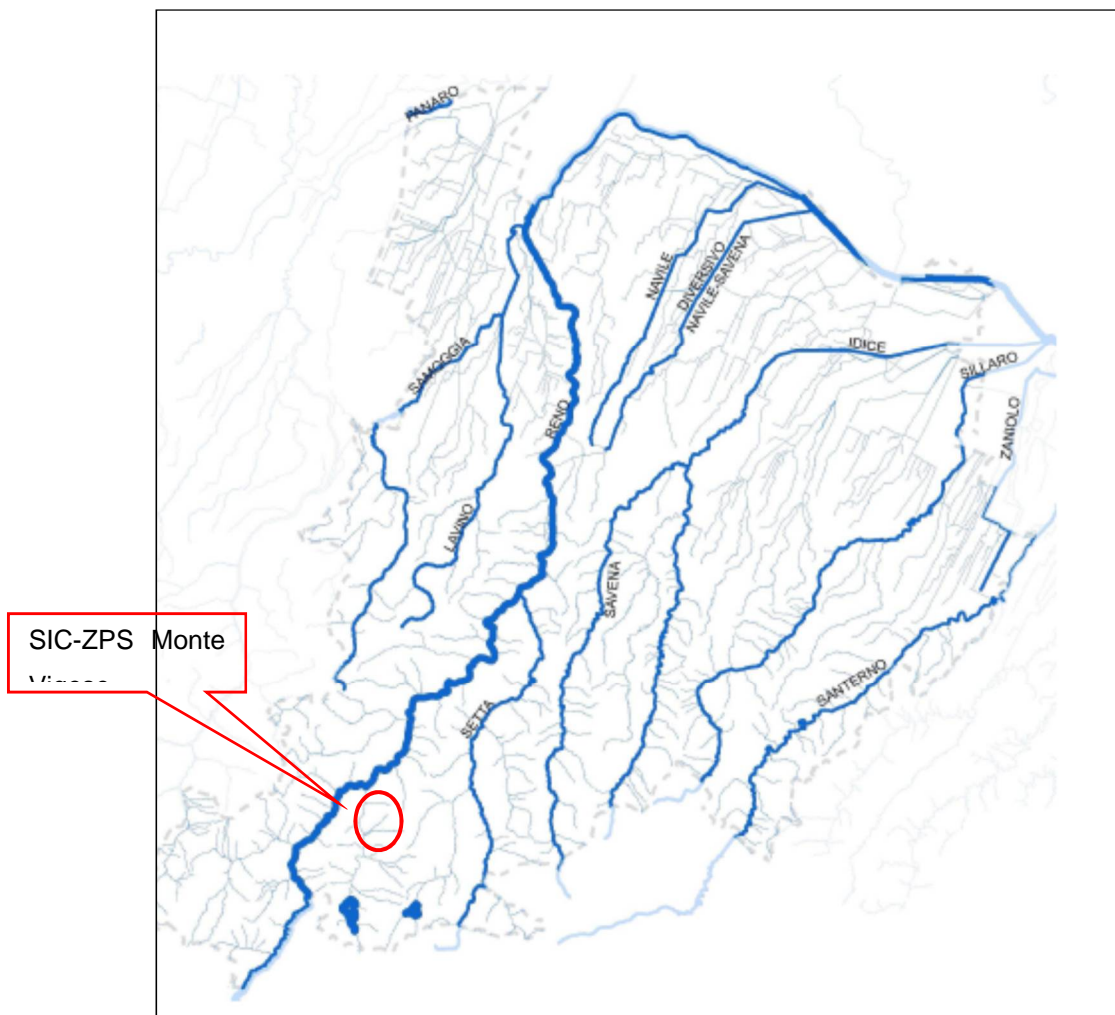 PANARO
NAVILE
DIVERSIVO
NAVILE-SAVENA
IDICE
SILLARO
SAMOGGIA
ZANIOLO
RENO
LAVINO
SAVENA
SIC-ZPS Monte
SANTERNO
SETTA